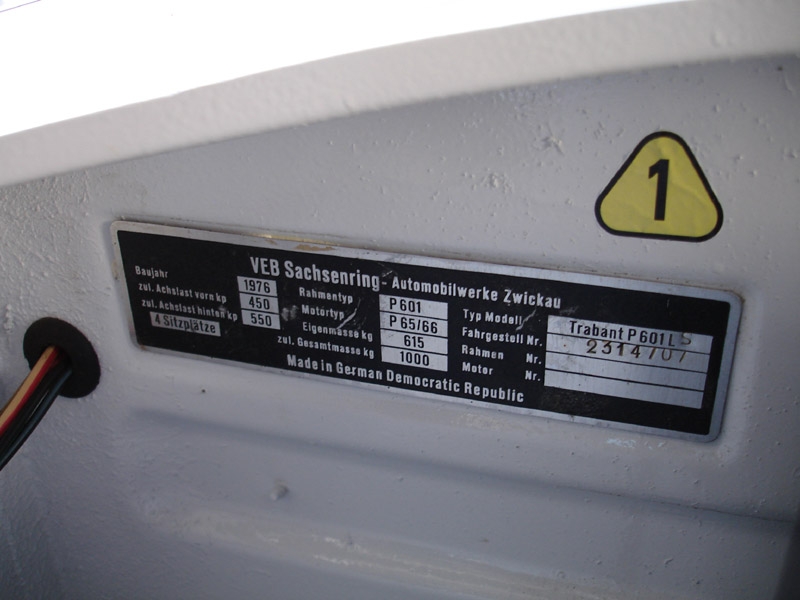 1
VEB Sachsenring - Automobilwerke Zwickau
Baujahr 1976
zul. Achslast vorn kp 450
zul. Achslast hinten kp 550
4 Sitzplätze
Rahmentyp P 601
Motortyp P 65/66
Eigenmasse kg 615
zul. Gesamtmasse kg 1000
Typ Modell Trabant P 601 L S
Fahrgestell Nr. 2314707
Rahmen Nr.
Motor Nr.
Made in German Democratic Republic